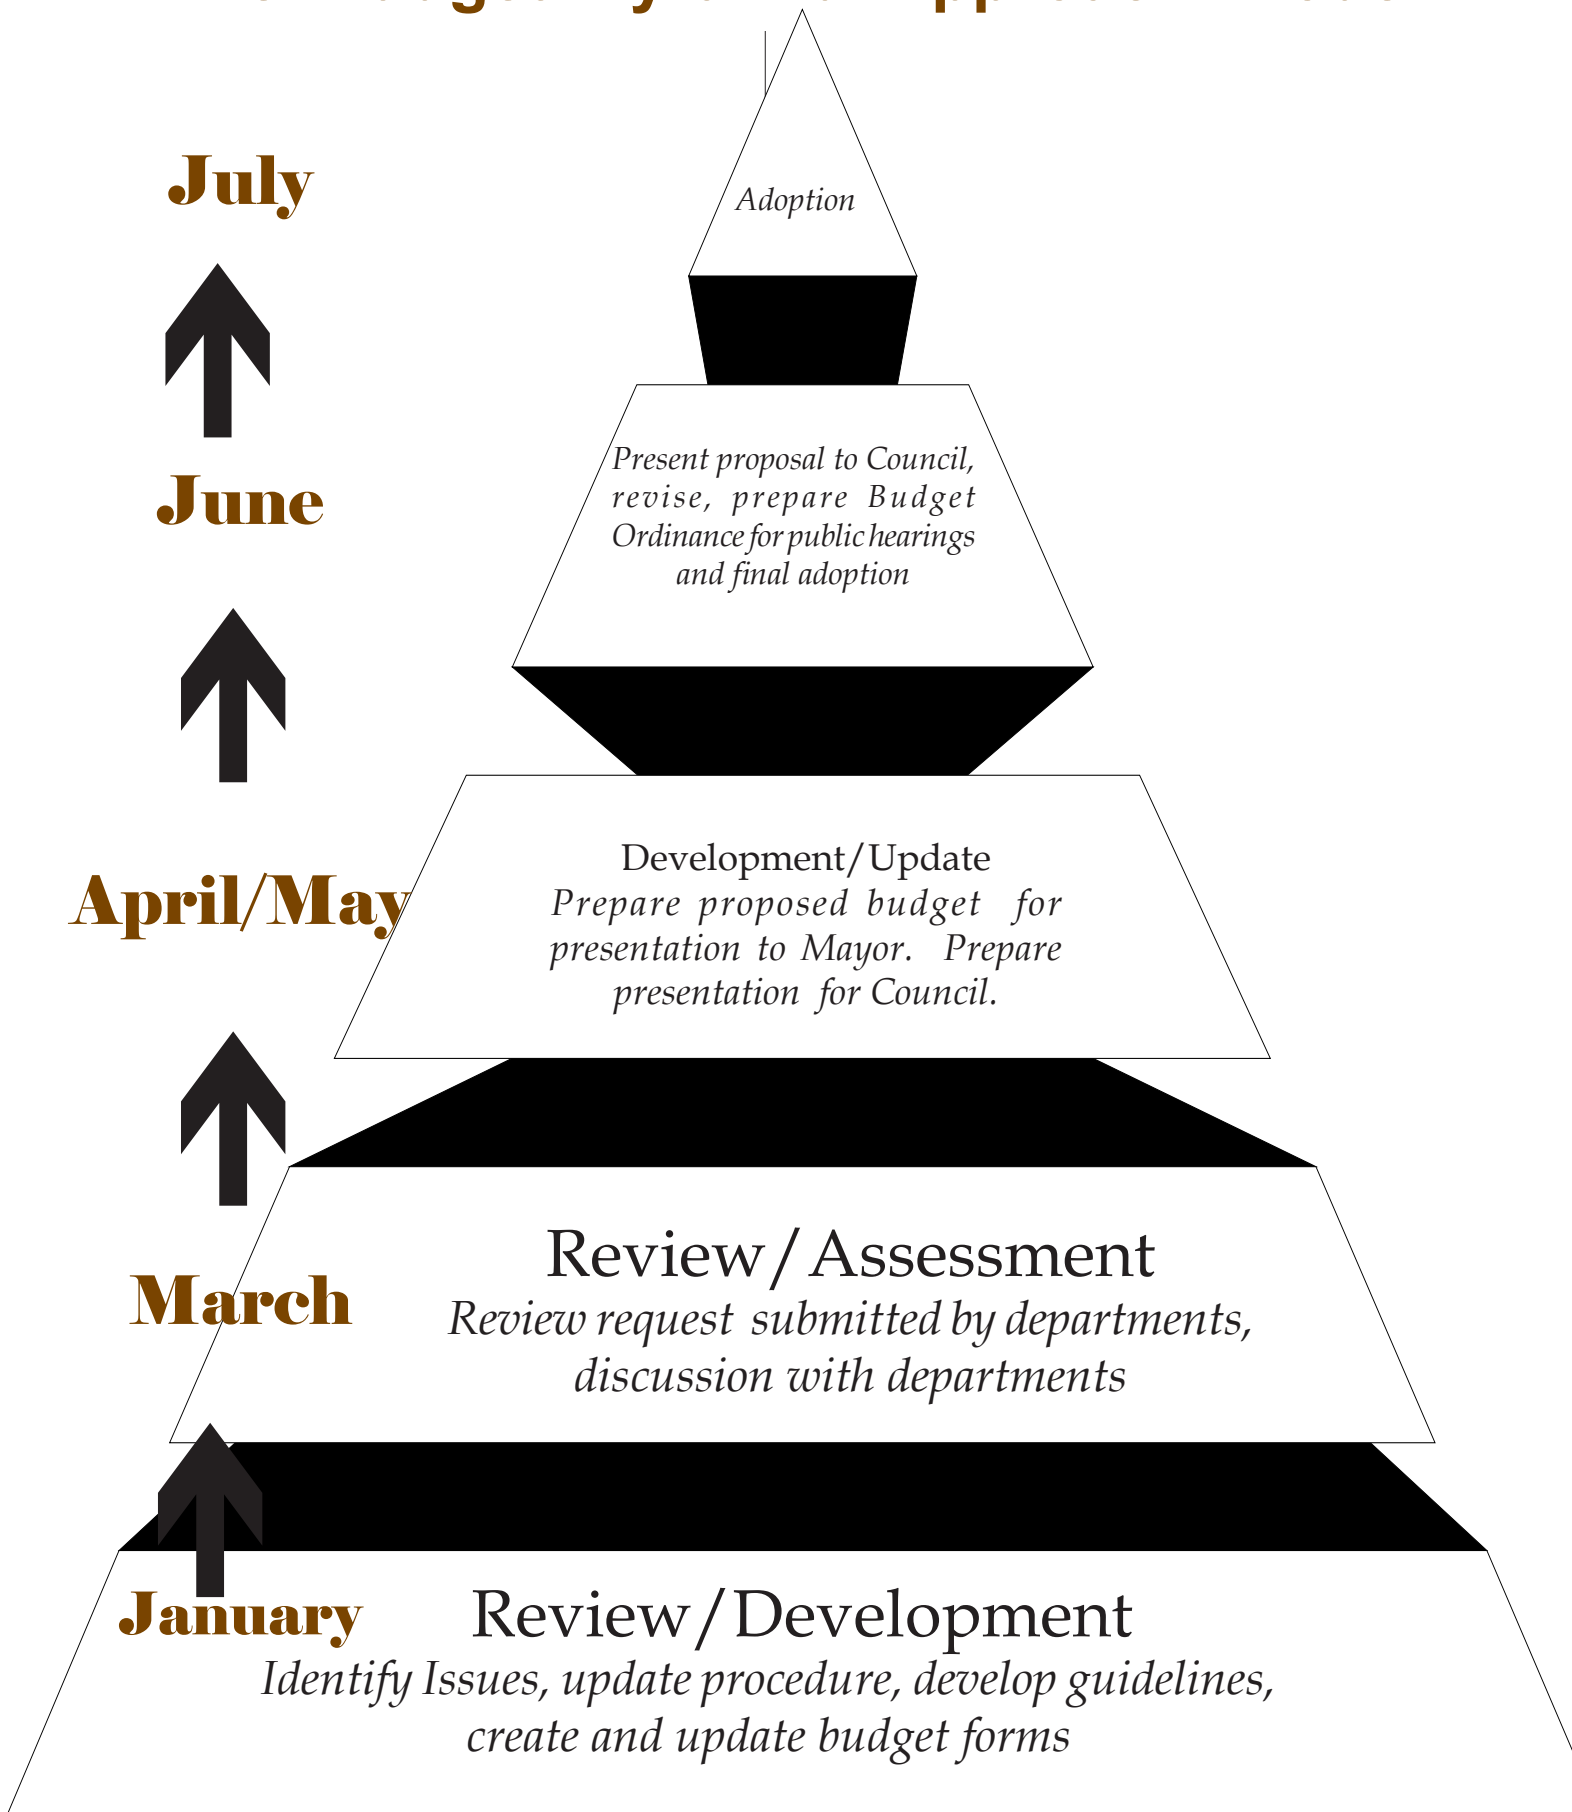 July
Adoption
June
Present proposal to Council,
revise, prepare Budget
Ordinance for public hearings
and final adoption
April/May
Development/Update
Prepare proposed budget for
presentation to Mayor. Prepare
presentation for Council.
March
Review/Assessment
Review request submitted by departments,
discussion with departments
January
Review/Development
Identify Issues, update procedure, develop guidelines,
create and update budget forms